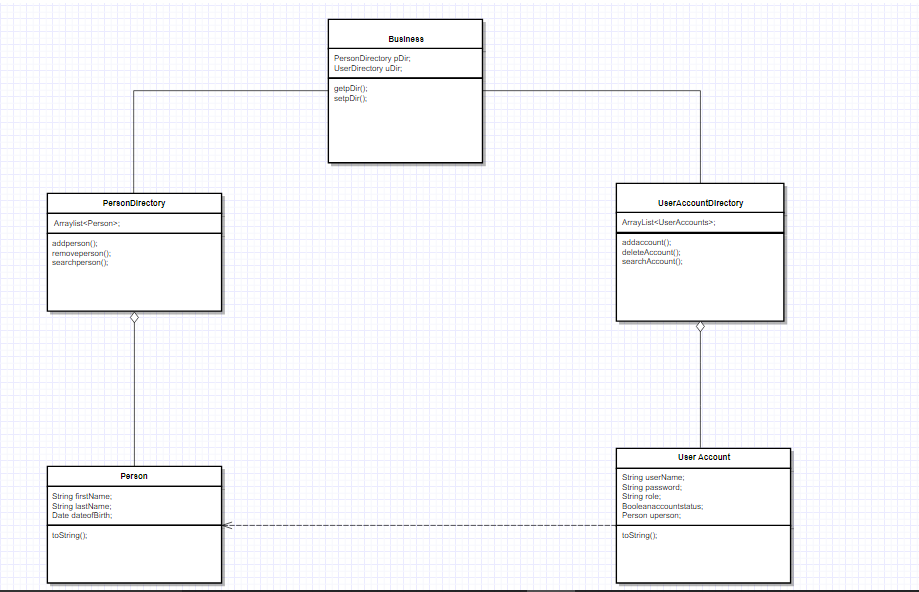 Business
PersonDirectory pDir;
UserDirectory uDir;
getpDir();
setpDir();
PersonDirectory
Arraylist<Person>;
addperson();
removeperson();
searchperson();
UserAccountDirectory
ArrayList<UserAccounts>;
addaccount();
deleteAccount();
searchAccount();
Person
String firstName;
String lastName;
Date dateofBirth;
toString();
User Account
String userName;
String password;
String role;
Booleanaccountstatus;
Person uperson;
toString();